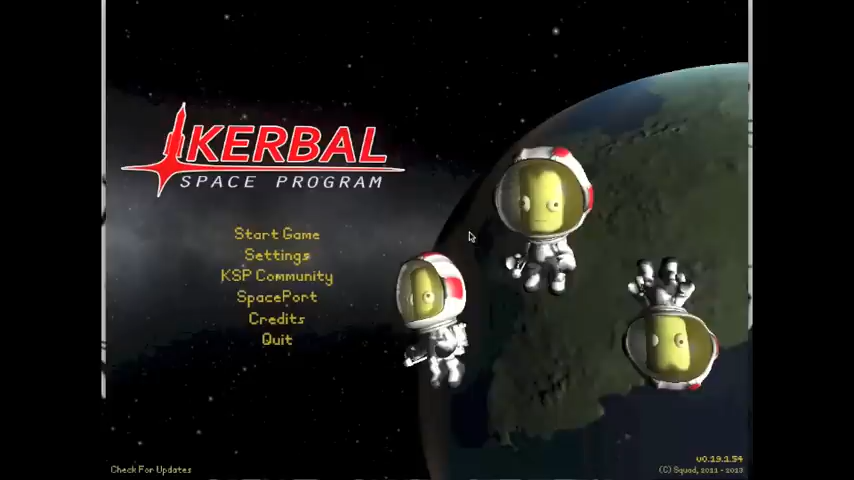 KERBAL
SPACE PROGRAM
Start Game
Settings
KSP Community
SpacePort
Credits
Quit
Check For Updates
v0.19.1.54
(C) Squad, 2011 - 2013